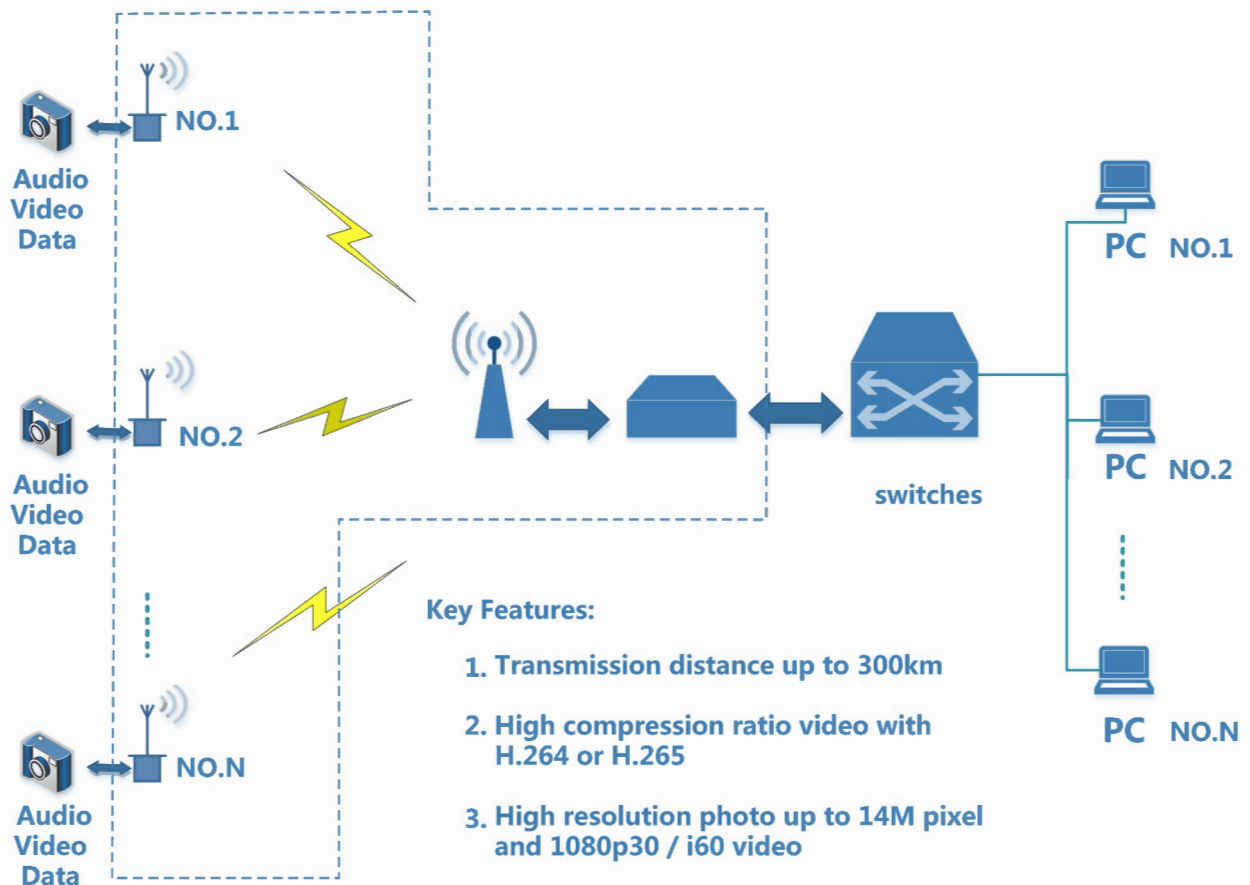 NO.1
Audio
Video
Data
NO.2
Audio
Video
Data
NO.N
Audio
Video
Data
switches
PC NO.1
PC NO.2
PC NO.N
Key Features:
1. Transmission distance up to 300km
2. High compression ratio video with
H.264 or H.265
3. High resolution photo up to 14M pixel
and 1080p30 / i60 video